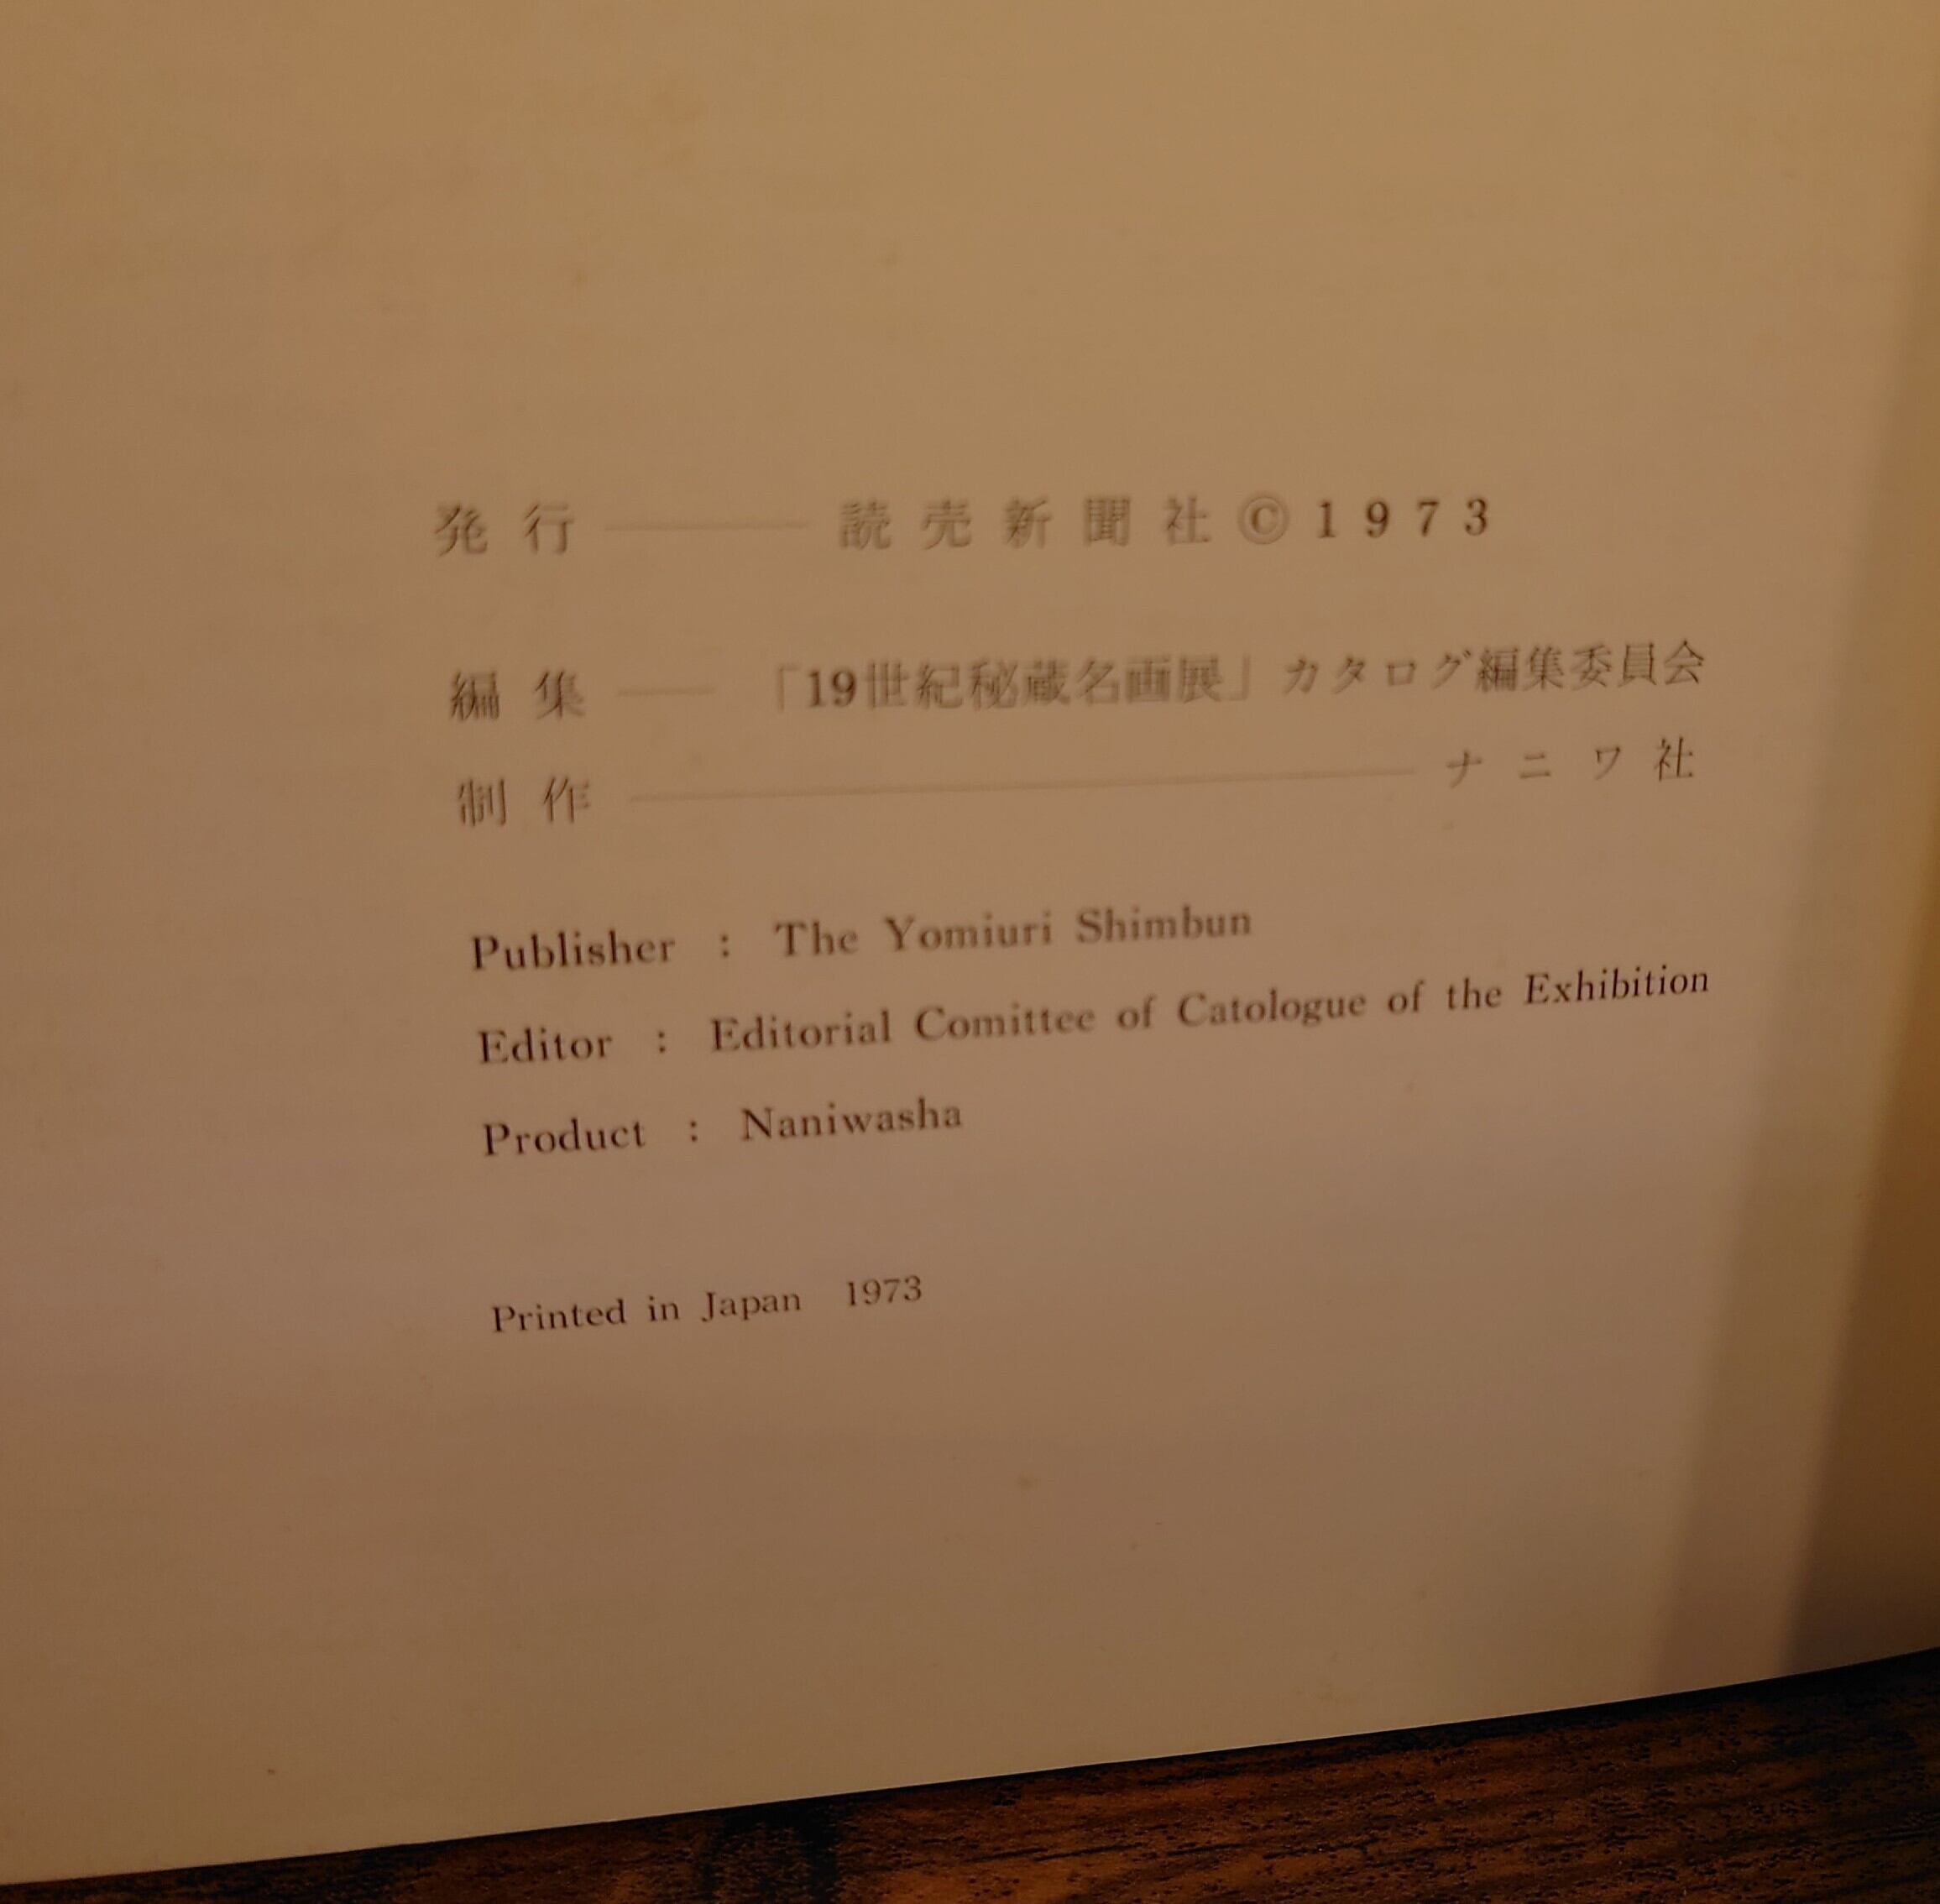 発行 ―― 読売新聞社©1973
編集 ―― 「19世紀秘蔵名画展」カタログ編集委員会
制作 ―― ナニワ社
Publisher : The Yomiuri Shimbun
Editor : Editorial Comittee of Catologue of the Exhibition
Product : Naniwasha
Printed in Japan 1973